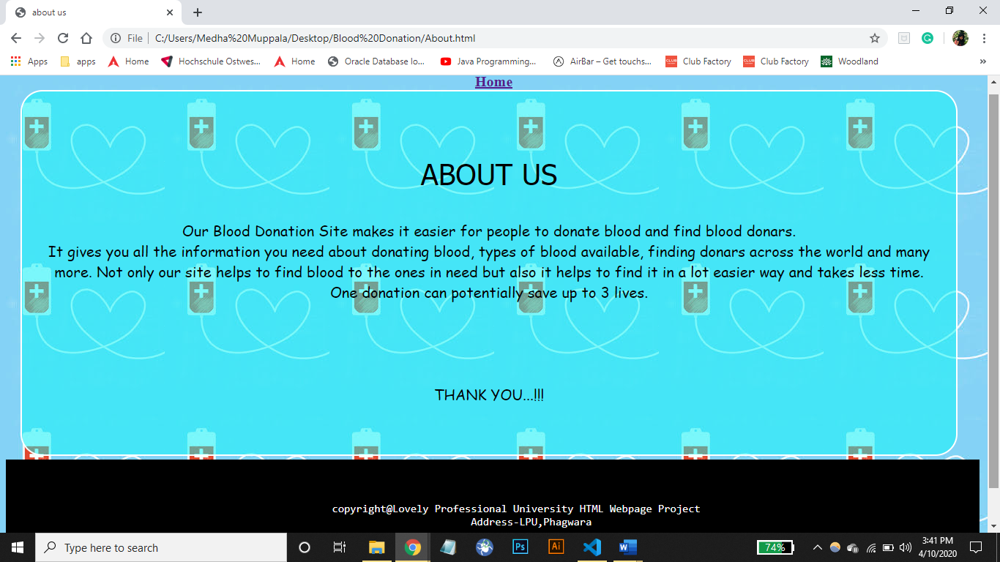 about us
File
C:/Users/Medha%20Muppala/Desktop/Blood%20Donation/About.html
Apps
apps
Home
Hochschule Ostwes...
Home
Oracle Database lo...
Java Programming...
AirBar – Get touchs...
CLUB
Club Factory
CLUB
Club Factory
Woodland
»
Home
ABOUT US
Our Blood Donation Site makes it easier for people to donate blood and find blood donars.
It gives you all the information you need about donating blood, types of blood available, finding donars across the world and many
more. Not only our site helps to find blood to the ones in need but also it helps to find it in a lot easier way and takes less time.
One donation can potentially save up to 3 lives.
THANK YOU...!!!
copyright@Lovely Professional University HTML Webpage Project
Address-LPU,Phagwara
Type here to search
Ps
Ai
W
74%
3:41 PM
4/10/2020